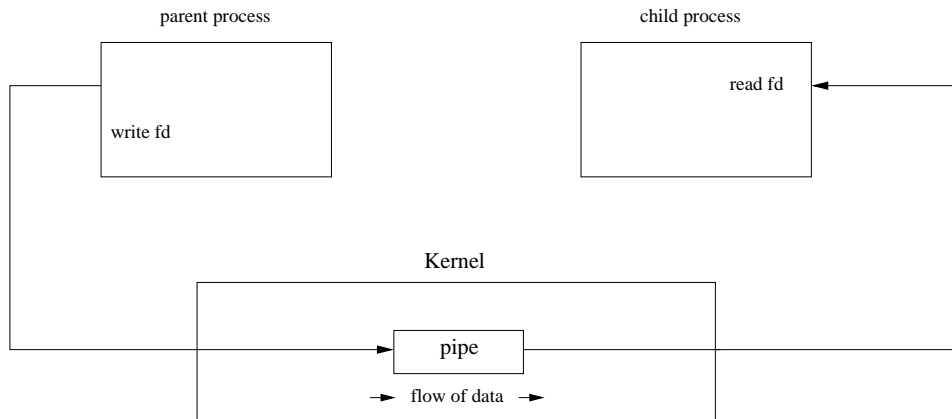 parent process
child process
read fd
write fd
Kernel
pipe
flow of data